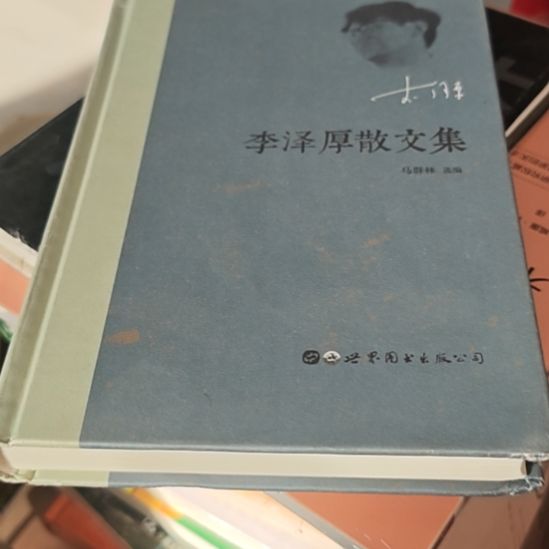 李泽厚散文集
马群林 选编
世界图书出版公司